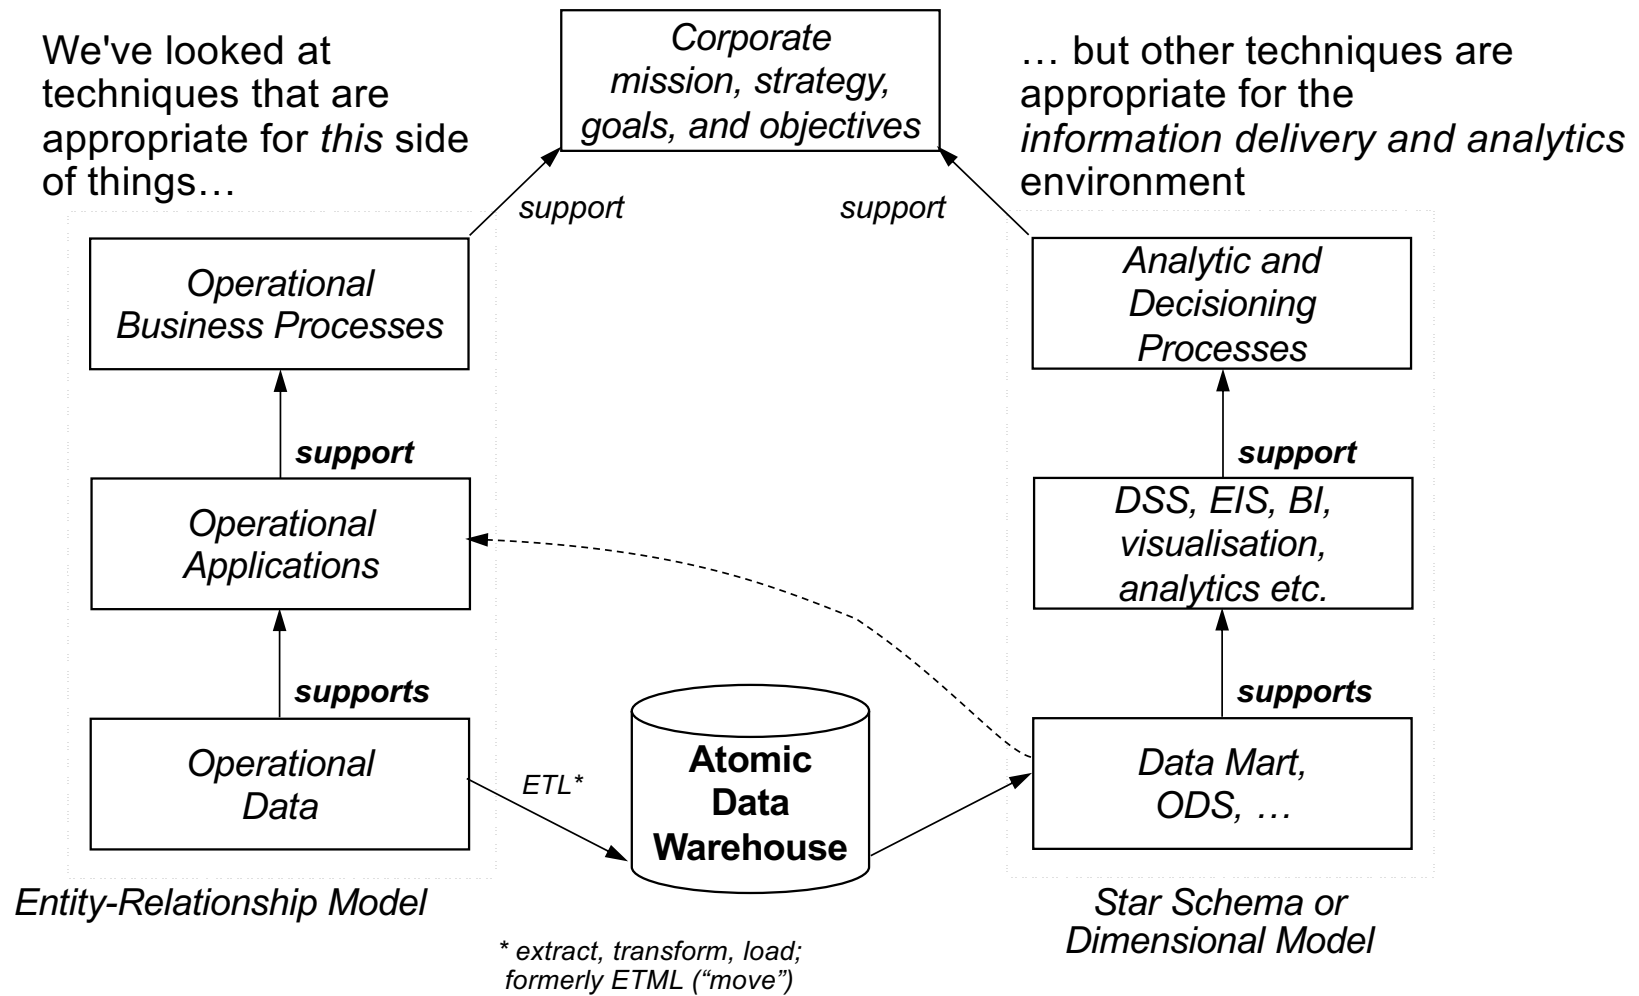 We've looked at
techniques that are
appropriate for this side
of things…
Corporate
mission, strategy,
goals, and objectives
… but other techniques are
appropriate for the
information delivery and analytics
environment
support
support
Operational
Business Processes
Analytic and
Decisioning
Processes
support
support
Operational
Applications
DSS, EIS, BI,
visualisation,
analytics etc.
supports
supports
Operational
Data
ETL*
Atomic
Data
Warehouse
Data Mart,
ODS, …
Entity-Relationship Model
Star Schema or
Dimensional Model
* extract, transform, load;
formerly ETML (“move”)